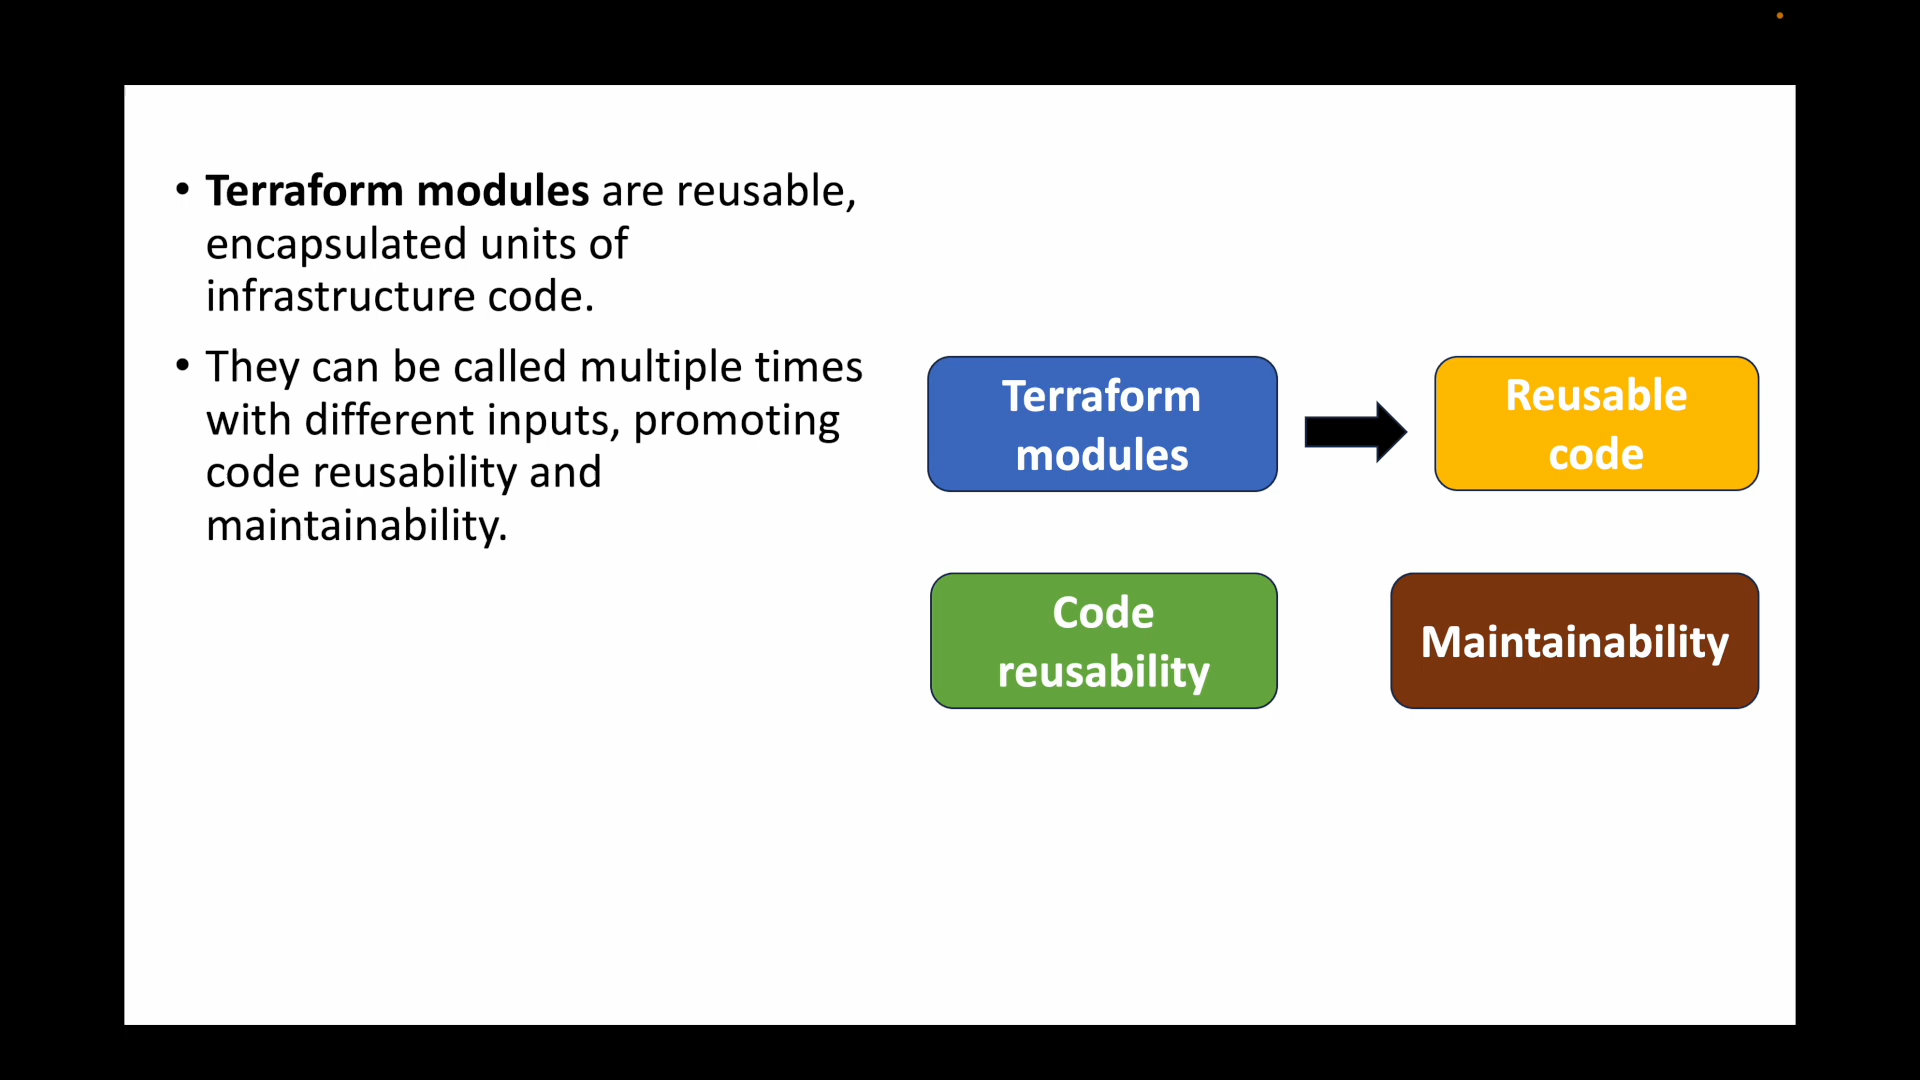 • Terraform modules are reusable,
encapsulated units of
infrastructure code.
• They can be called multiple times
with different inputs, promoting
code reusability and
maintainability.
Terraform
modules
Reusable
code
Code
reusability
Maintainability